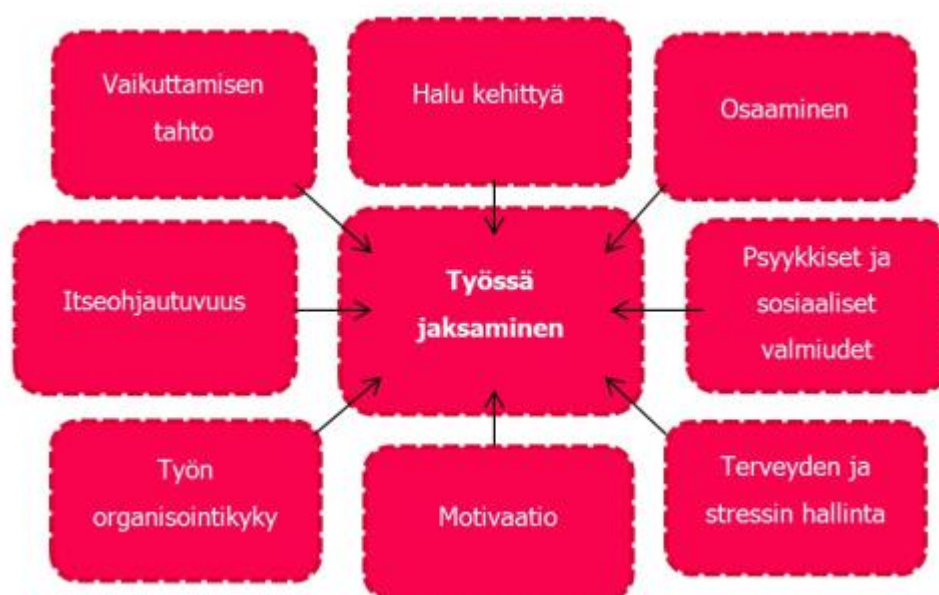 Vaikuttamisen
tahto
Halu kehittyä
Osaaminen
Itseohjautuvuus
Työssä
jaksaminen
Psyykkiset ja
sosiaaliset
valmiudet
Työn
organisointikyky
Motivaatio
Terveyden ja
stressin hallinta